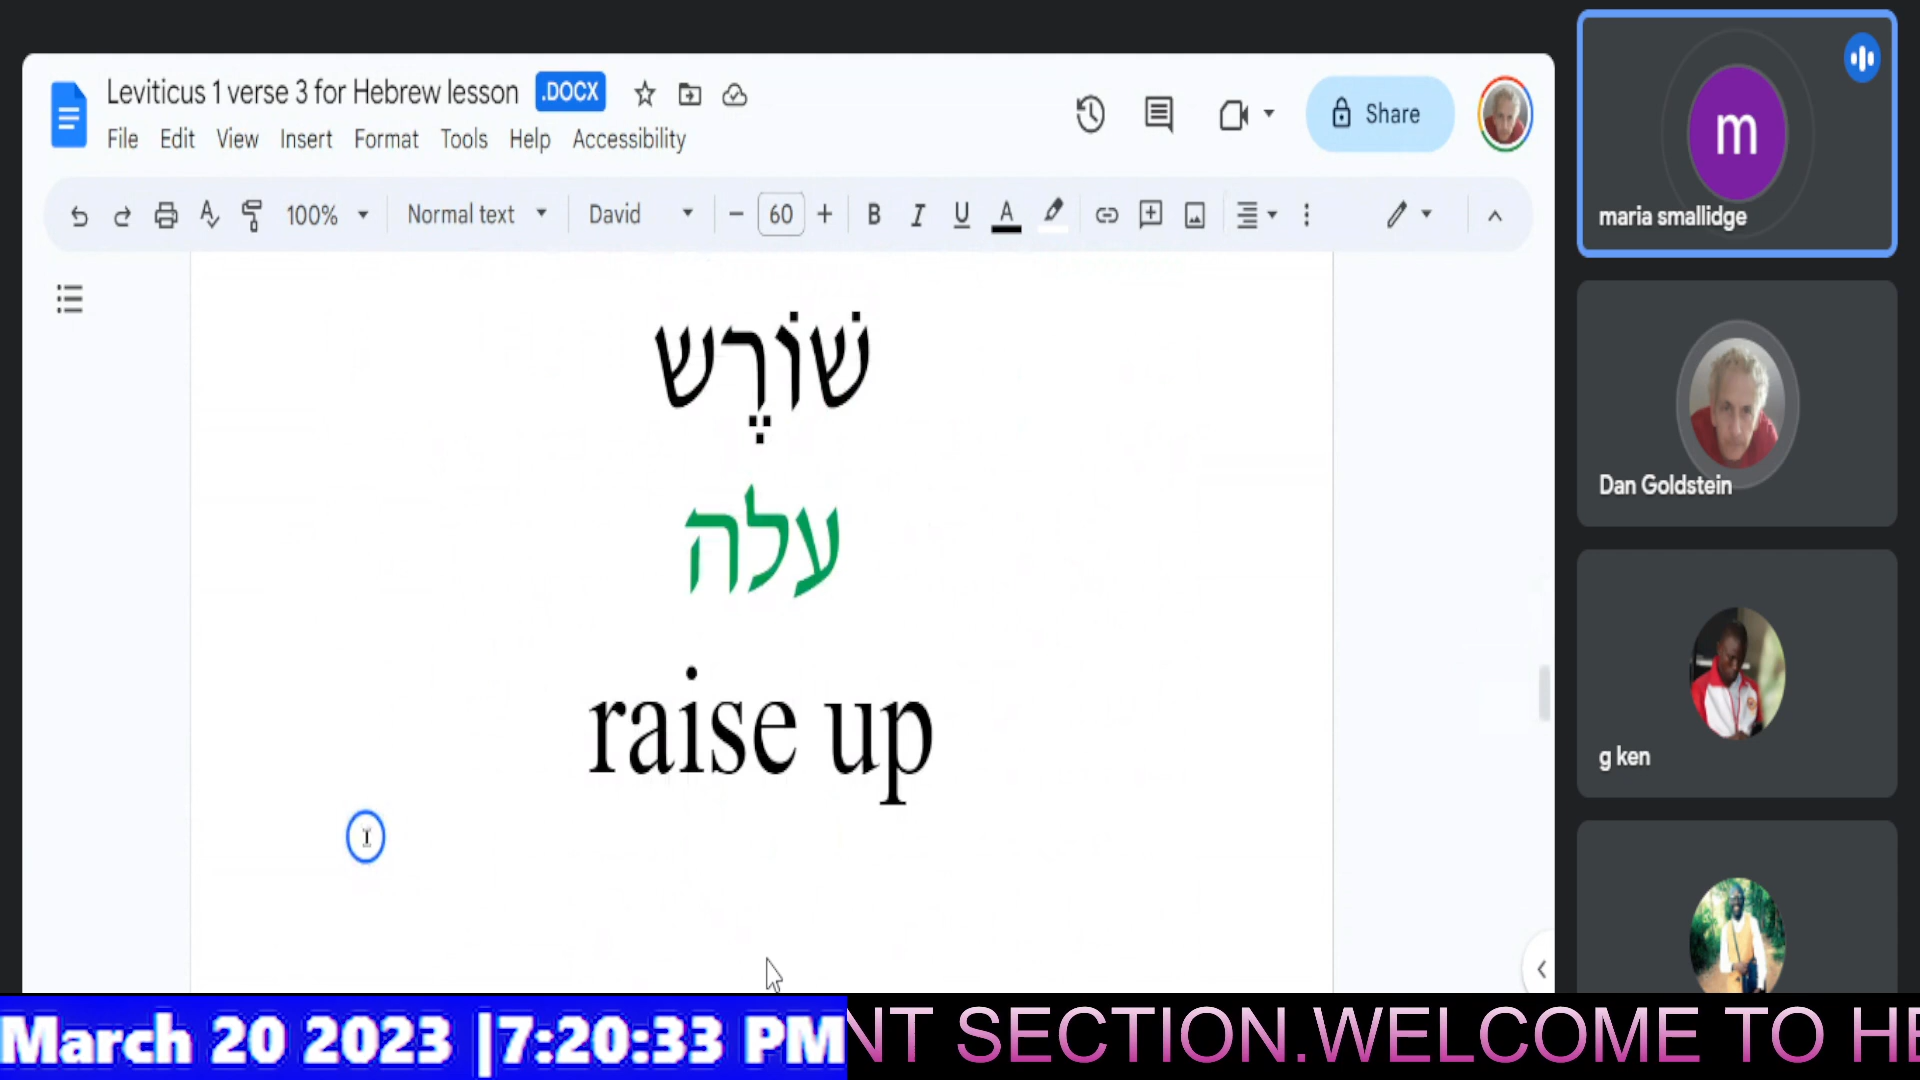 Leviticus 1 verse 3 for Hebrew lesson .DOCX
File Edit View Insert Format Tools Help Accessibility
Share
100% Normal text David 60 B I U A
שׁוֹרֶש
עלה
raise up
m
maria smallidge
Dan Goldstein
g ken
March 20 2023 |7:20:33 PM
NT SECTION.WELCOME TO HE